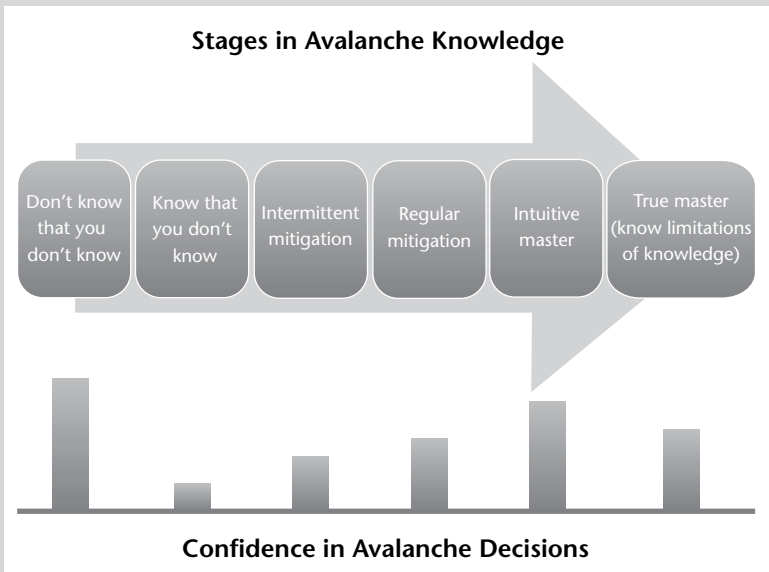 Stages in Avalanche Knowledge
Don’t know
that you
don’t know
Know that
you don’t
know
Intermittent
mitigation
Regular
mitigation
Intuitive
master
True master
(know limitations
of knowledge)
Confidence in Avalanche Decisions